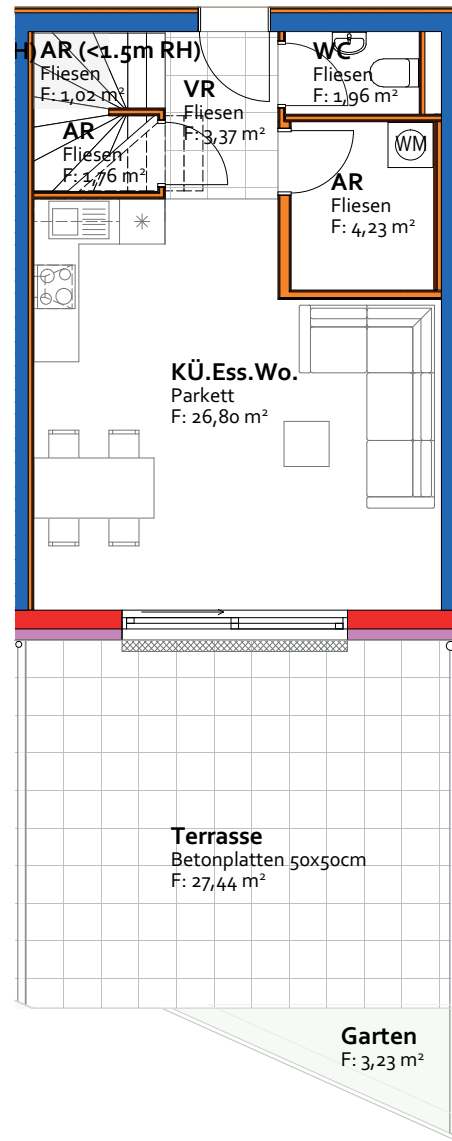 H) AR (<1.5m RH)
Fliesen
F: 1,02 m²
WC
Fliesen
F: 1,96 m²
VR
Fliesen
F: 3,37 m²
AR
Fliesen
F: 1,76 m²
WM
AR
Fliesen
F: 4,23 m²
KÜ.Ess.Wo.
Parkett
F: 26,80 m²
Terrasse
Betonplatten 50x50cm
F: 27,44 m²
Garten
F: 3,23 m²